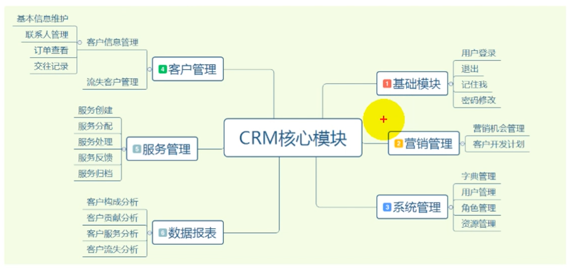 CRM核心模块
1 基础模块
用户登录
退出
记住我
密码修改
2 营销管理
营销机会管理
客户开发计划
3 系统管理
字典管理
用户管理
角色管理
资源管理
4 客户管理
客户信息管理
基本信息维护
联系人管理
订单查看
交往记录
流失客户管理
5 服务管理
服务创建
服务分配
服务处理
服务反馈
服务归档
6 数据报表
客户构成分析
客户贡献分析
客户服务分析
客户流失分析